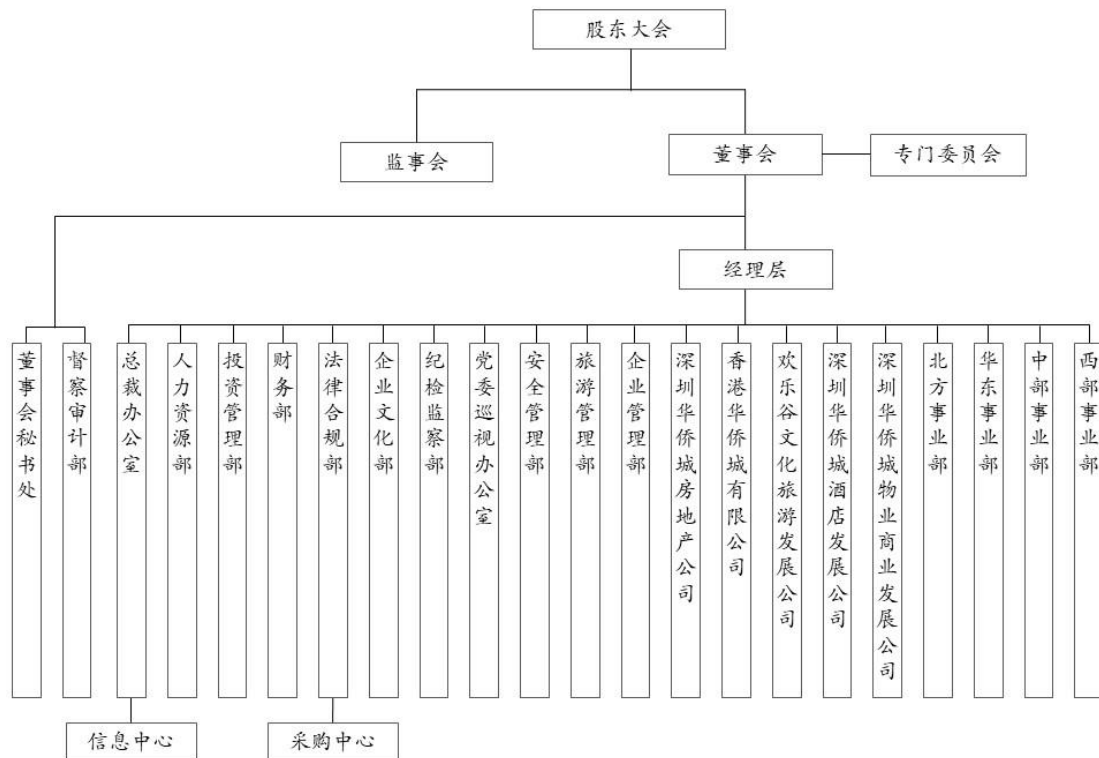 股东大会
监事会
董事会
专门委员会
经理层
董事会秘书处
督察审计部
总裁办公室
人力资源部
投资管理部
财务部
法律合规部
企业文化部
纪检监察部
党委巡视办公室
安全管理部
旅游管理部
企业管理部
深圳华侨城房地产公司
香港华侨城有限公司
欢乐谷文化旅游发展公司
深圳华侨城酒店发展公司
深圳华侨城物业商业发展公司
北方事业部
华东事业部
中部事业部
西部事业部
信息中心
采购中心